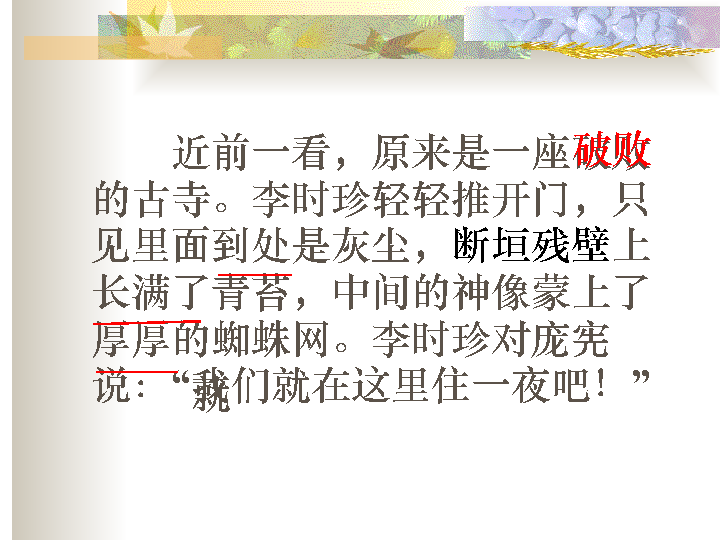 近前一看，原来是一座破败
的古寺。李时珍轻轻推开门，只
见里面到处是灰尘，断垣残壁上
长满了青苔，中间的神像蒙上了
厚厚的蜘蛛网。李时珍对庞宪
说：“我们就在这里住一夜吧！”